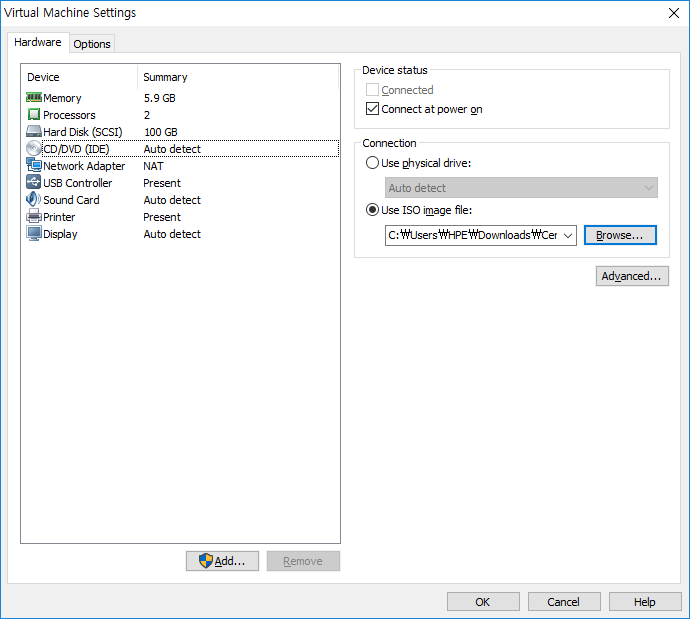 Virtual Machine Settings
Hardware
Options
Device Summary
Memory 5.9 GB
Processors 2
Hard Disk (SCSI) 100 GB
CD/DVD (IDE) Auto detect
Network Adapter NAT
USB Controller Present
Sound Card Auto detect
Printer Present
Display Auto detect
Add...
Remove
Device status
Connected
Connect at power on
Connection
Use physical drive:
Auto detect
Use ISO image file:
C:₩Users₩HPE₩Downloads₩Cer
Browse...
Advanced...
OK
Cancel
Help